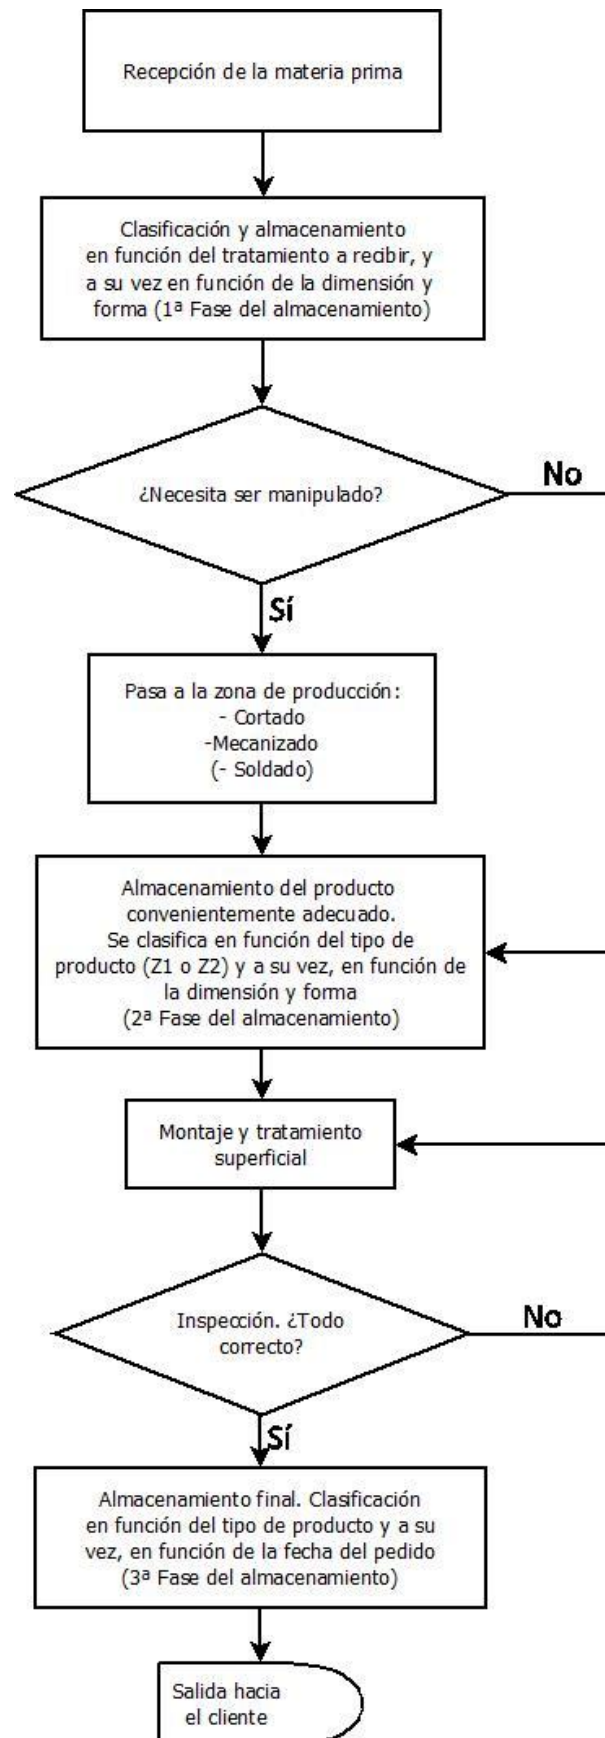 Recepción de la materia prima
Clasificación y almacenamiento
en función del tratamiento a recibir, y
a su vez en función de la dimensión y
forma (1ª Fase del almacenamiento)
¿Necesita ser manipulado?
No
Sí
Pasa a la zona de producción:
- Cortado
-Mecanizado
(- Soldado)
Almacenamiento del producto
convenientemente adecuado.
Se clasifica en función del tipo de
producto (Z1 o Z2) y a su vez, en función de
la dimensión y forma
(2ª Fase del almacenamiento)
Montaje y tratamiento
superficial
Inspección. ¿Todo
correcto?
No
Sí
Almacenamiento final. Clasificación
en función del tipo de producto y a su
vez, en función de la fecha del pedido
(3ª Fase del almacenamiento)
Salida hacia
el cliente